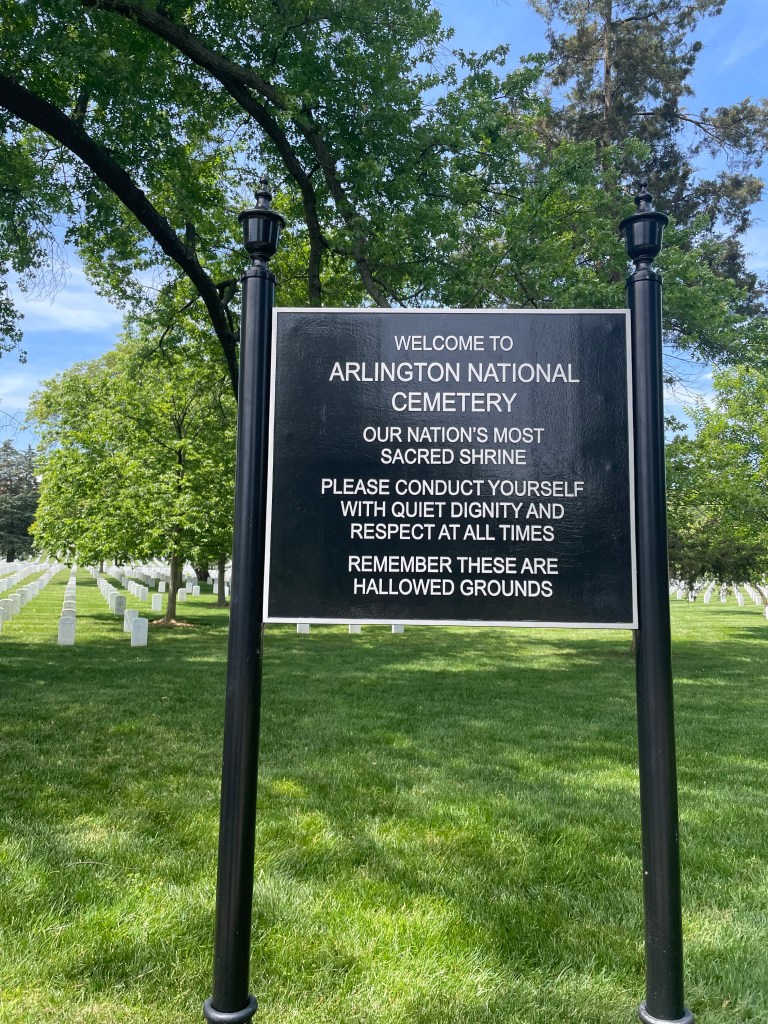 WELCOME TO
ARLINGTON NATIONAL
CEMETERY
OUR NATION'S MOST
SACRED SHRINE
PLEASE CONDUCT YOURSELF
WITH QUIET DIGNITY AND
RESPECT AT ALL TIMES
REMEMBER THESE ARE
HALLOWED GROUNDS